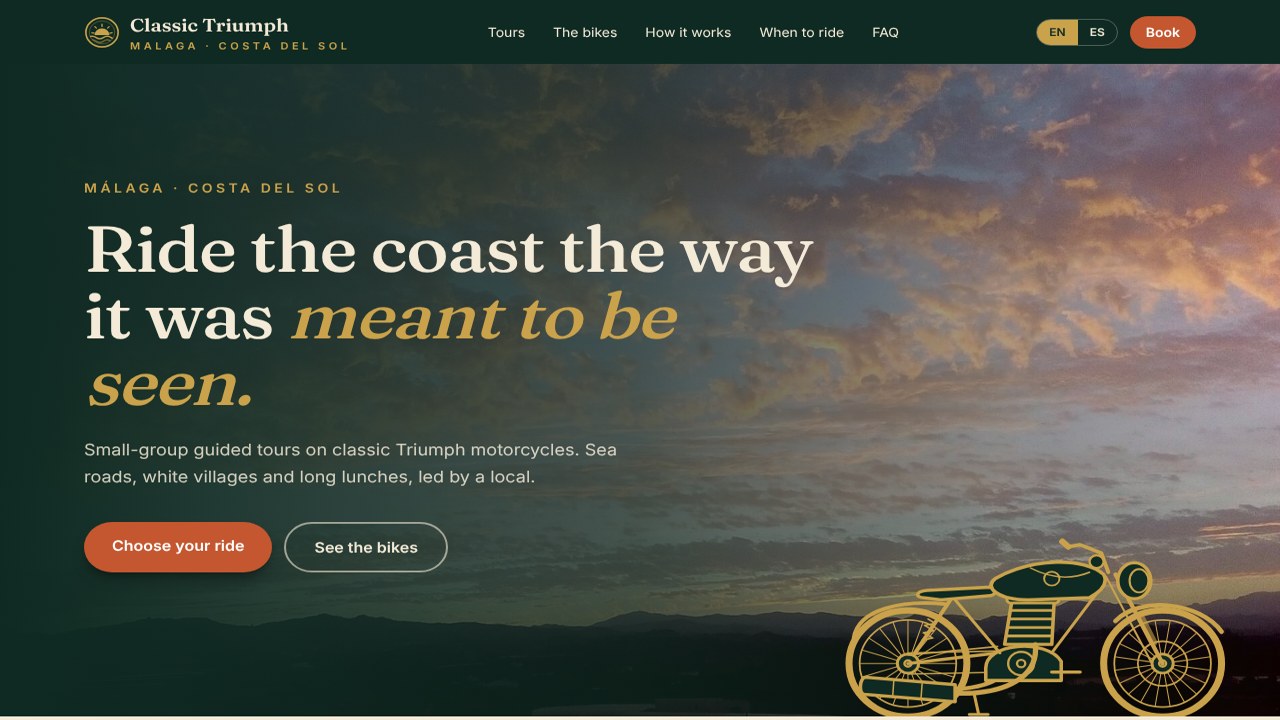 Classic Triumph
MALAGA · COSTA DEL SOL
Tours
The bikes
How it works
When to ride
FAQ
EN
ES
Book
MÁLAGA · COSTA DEL SOL
Ride the coast the way
it was meant to be
seen.
Small-group guided tours on classic Triumph motorcycles. Sea
roads, white villages and long lunches, led by a local.
Choose your ride
See the bikes